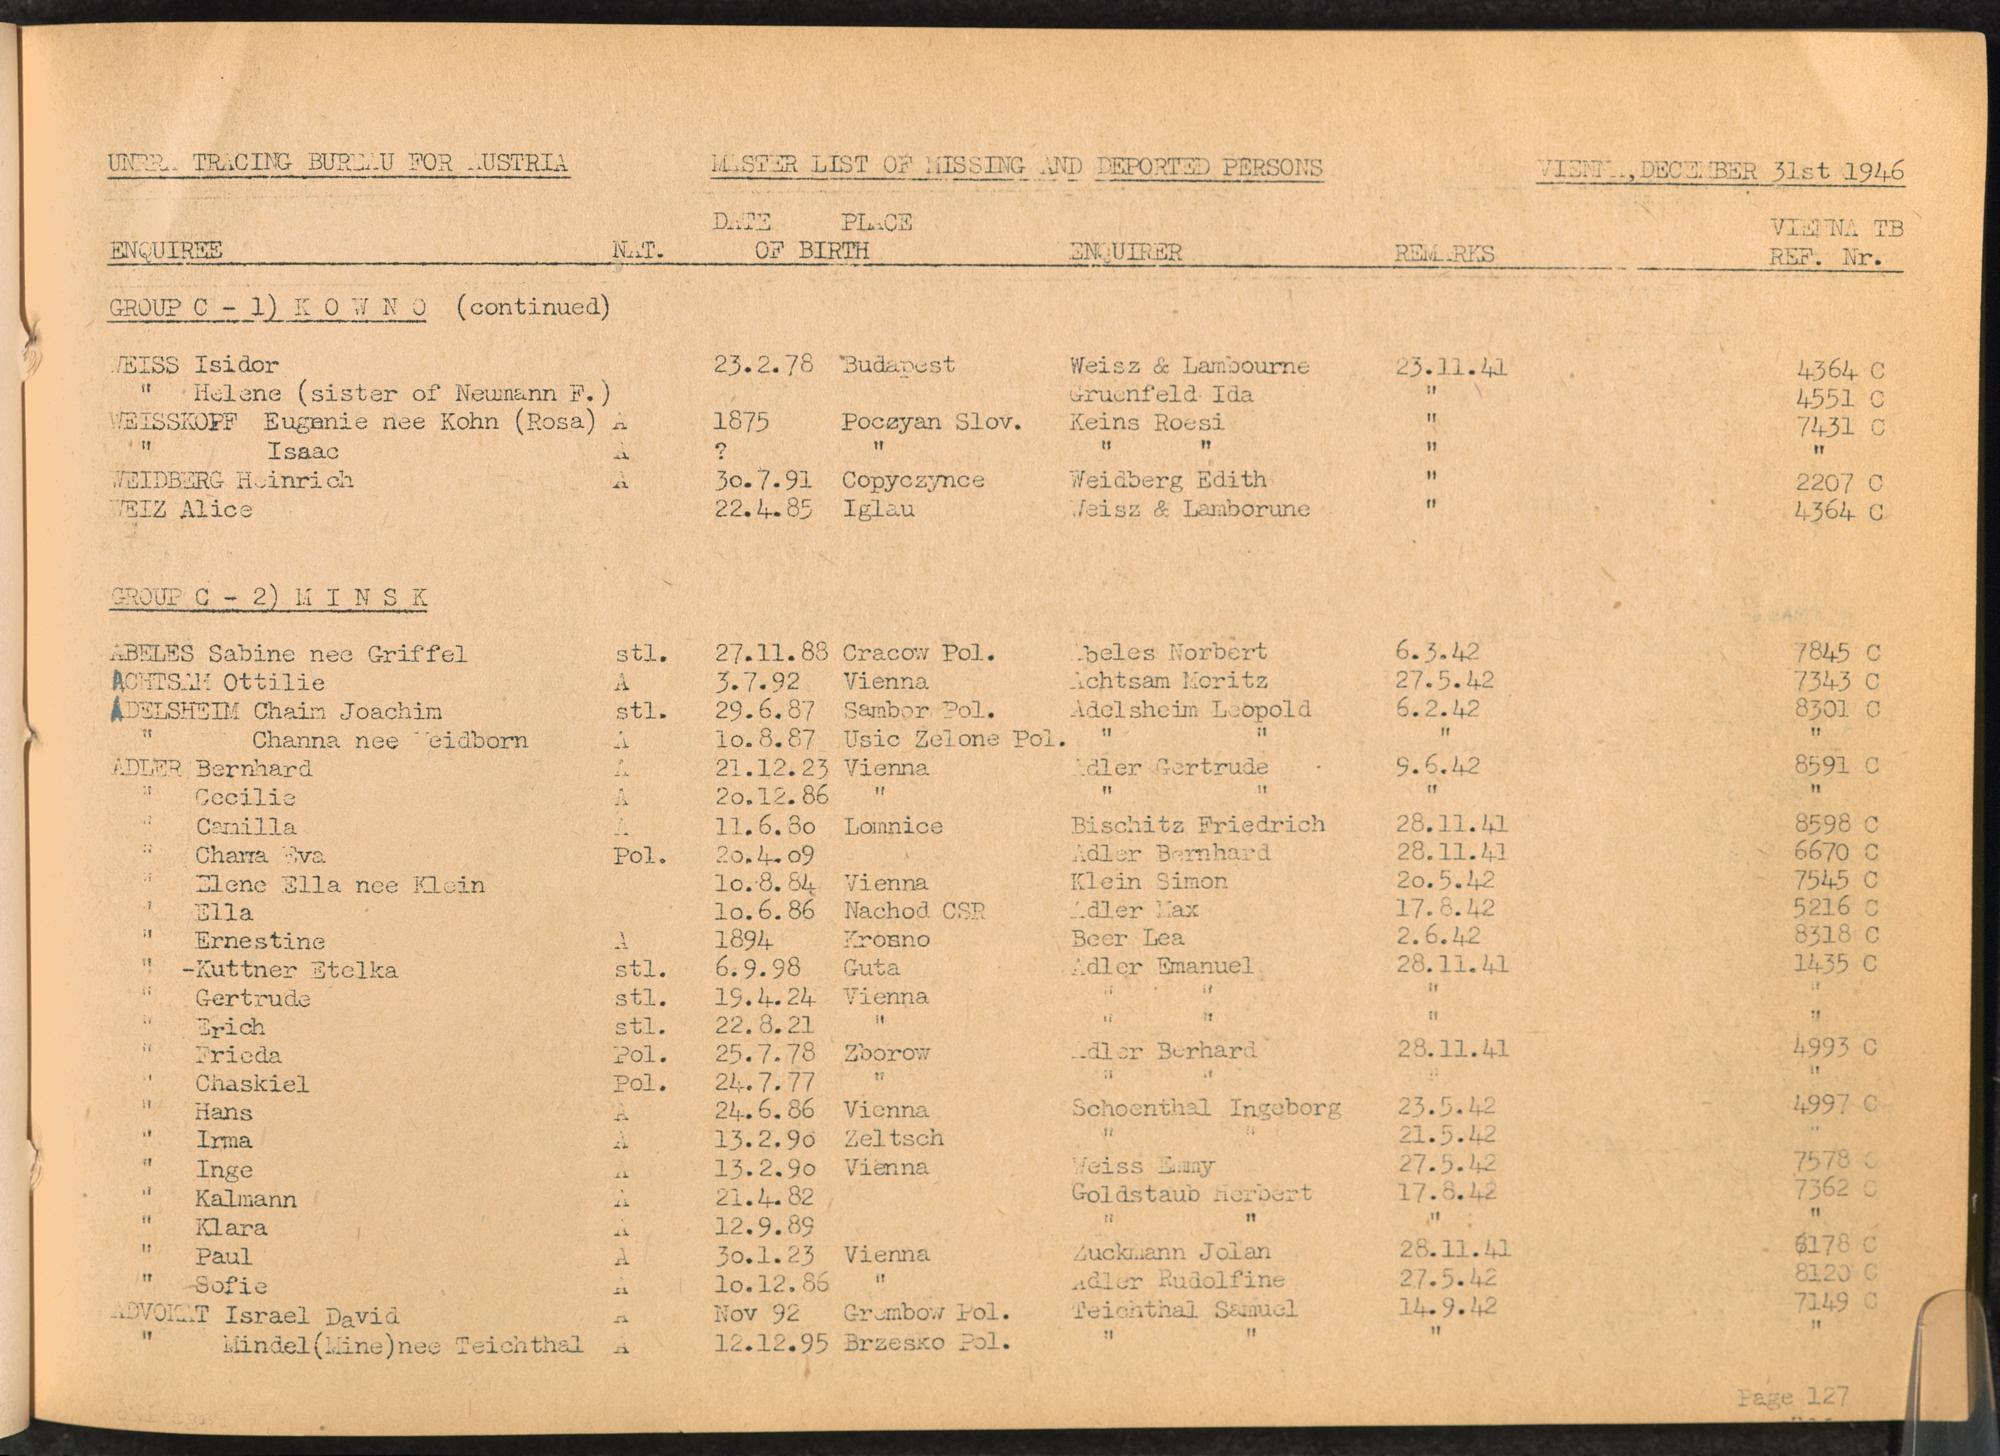 UNRRA TRACING BUREAU FOR AUSTRIA MASTER LIST OF MISSING AND DEPORTED PERSONS VIENNA, DECEMBER 31st 1946
DATE PLACE VIENNA TB
ENQUIREE NAT. OF BIRTH ENQUIRER REMARKS REF. Nr.
GROUP C - 1) K O W N O (continued)
WEISS Isidor 23.2.78 Budapest Weisz & Lambourne 23.11.41 4364 C
" Helene (sister of Neumann F.) Gruenfeld Ida " 4551 C
WEISSKOPF Eugenie nee Kohn (Rosa) A 1875 Poczyan Slov. Keins Roesi " 7431 C
" Isaac A ? " " " " "
WEIDBERG Heinrich A 30.7.91 Copyczynce Weidberg Edith " 2207 C
WEIZ Alice 22.4.85 Iglau Weisz & Lamborune " 4364 C
GROUP C - 2) M I N S K
ABELES Sabine nee Griffel stl. 27.11.88 Cracow Pol. Abeles Norbert 6.3.42 7845 C
ACHTSAM Ottilie A 3.7.92 Vienna Achtsam Moritz 27.5.42 7343 C
ADELSHEIM Chaim Joachim stl. 29.6.87 Sambor Pol. Adelsheim Leopold 6.2.42 8301 C
" Channa nee Weidborn A 10.8.87 Usic Zelone Pol. " " " "
ADLER Bernhard A 21.12.23 Vienna Adler Gertrude 9.6.42 8591 C
" Cecilie A 20.12.86 " " " " "
" Camilla A 11.6.80 Lomnice Bischitz Friedrich 28.11.41 8598 C
" Chana Eva Pol. 20.4.09 Adler Bernhard 28.11.41 6670 C
" Elene Ella nee Klein 10.8.84 Vienna Klein Simon 20.5.42 7545 C
" Ella 10.6.86 Nachod CSR Adler Max 17.8.42 5216 C
" Ernestine A 1894 Krosno Beer Lea 2.6.42 8318 C
" -Kuttner Etelka stl. 6.9.98 Guta Adler Emanuel 28.11.41 1435 C
" Gertrude stl. 19.4.24 Vienna " " " "
" Erich stl. 22.8.21 " " " " "
" Frieda Pol. 25.7.78 Zborow Adler Berhard 28.11.41 4993 C
" Chaskiel Pol. 24.7.77 " " " " "
" Hans A 24.6.86 Vienna Schoenthal Ingeborg 23.5.42 4997 C
" Irma A 13.2.90 Zeltsch " " 21.5.42 "
" Inge A 13.2.90 Vienna Weiss Emmy 27.5.42 7578 C
" Kalmann A 21.4.82 Goldstaub Herbert 17.8.42 7362 C
" Klara A 12.9.89 " " " "
" Paul A 30.1.23 Vienna Zuckmann Jolan 28.11.41 6178 C
" Sofie A 10.12.86 " Adler Rudolfine 27.5.42 8120 C
ADVOKAT Israel David A Nov 92 Grembow Pol. Teichthal Samuel 14.9.42 7149 C
" Mindel(Mine)nee Teichthal A 12.12.95 Brzesko Pol. " " " "
Page 127